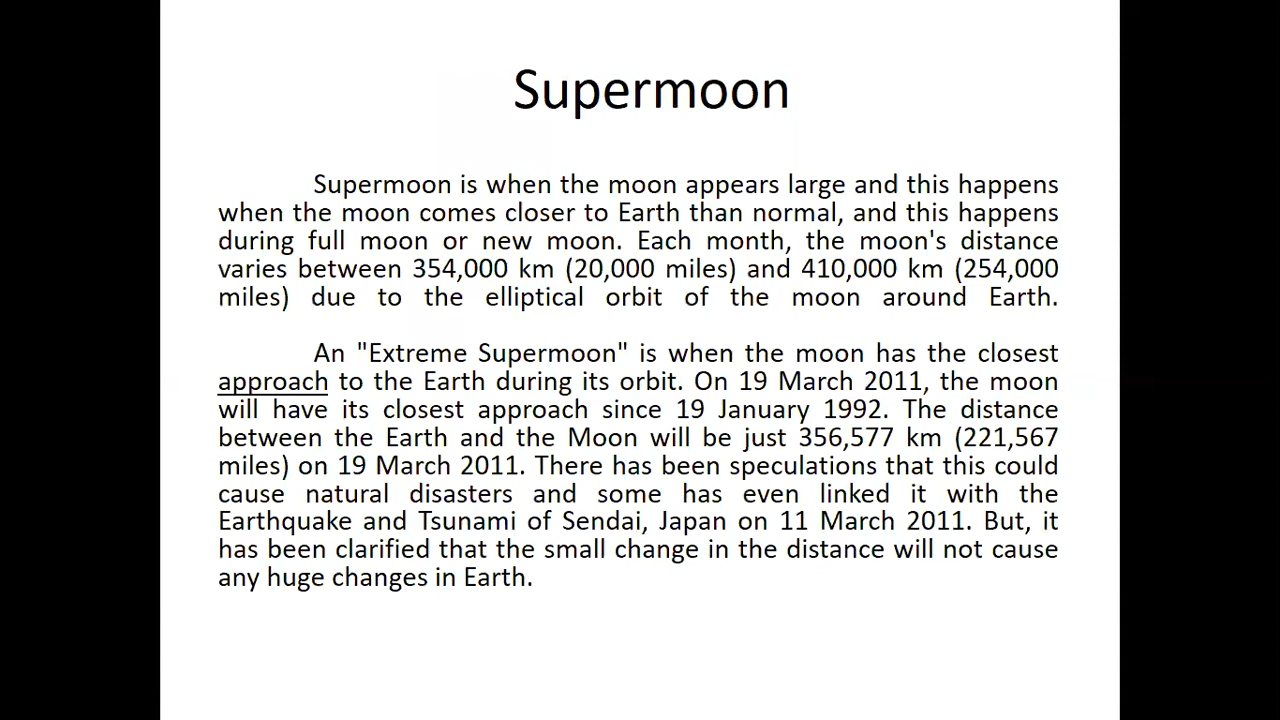 Supermoon
Supermoon is when the moon appears large and this happens
when the moon comes closer to Earth than normal, and this happens
during full moon or new moon. Each month, the moon's distance
varies between 354,000 km (20,000 miles) and 410,000 km (254,000
miles) due to the elliptical orbit of the moon around Earth.
An "Extreme Supermoon" is when the moon has the closest
approach to the Earth during its orbit. On 19 March 2011, the moon
will have its closest approach since 19 January 1992. The distance
between the Earth and the Moon will be just 356,577 km (221,567
miles) on 19 March 2011. There has been speculations that this could
cause natural disasters and some has even linked it with the
Earthquake and Tsunami of Sendai, Japan on 11 March 2011. But, it
has been clarified that the small change in the distance will not cause
any huge changes in Earth.